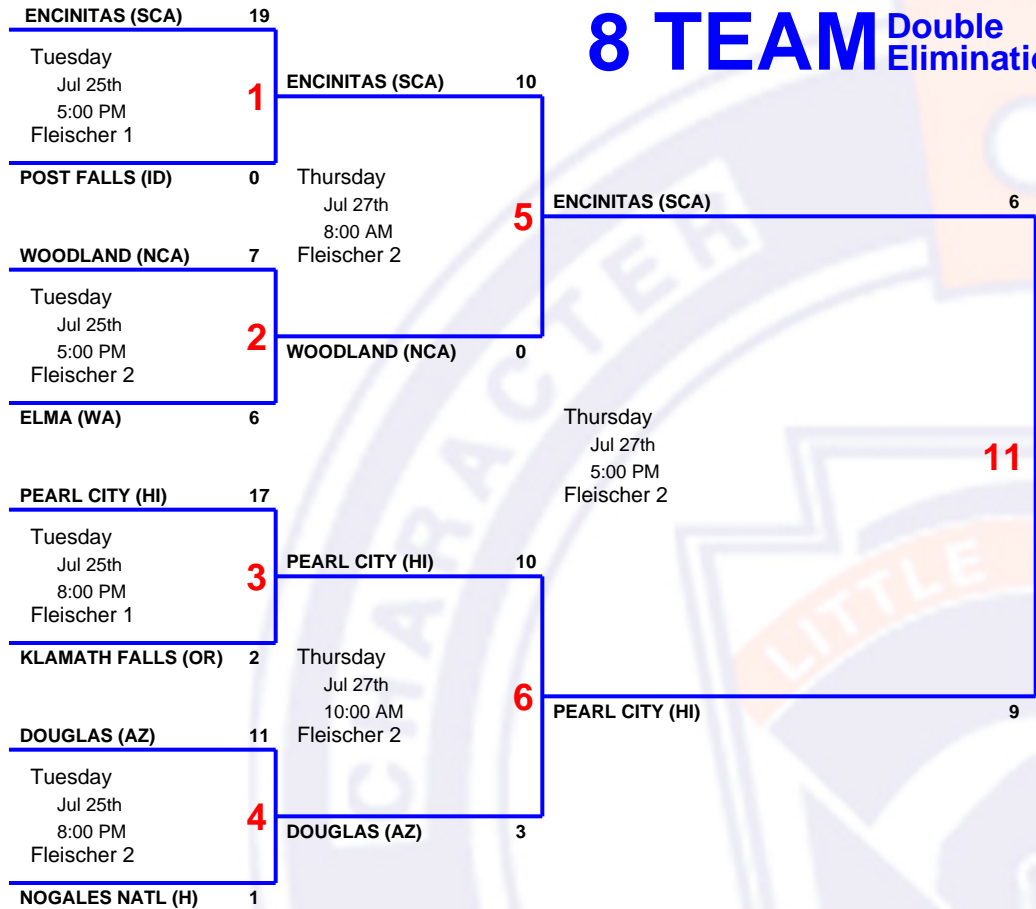 8 TEAM Double
Eliminatio
ENCINITAS (SCA) 19
Tuesday
Jul 25th
5:00 PM
Fleischer 1
1
POST FALLS (ID) 0
WOODLAND (NCA) 7
Tuesday
Jul 25th
5:00 PM
Fleischer 2
2
ELMA (WA) 6
PEARL CITY (HI) 17
Tuesday
Jul 25th
8:00 PM
Fleischer 1
3
KLAMATH FALLS (OR) 2
DOUGLAS (AZ) 11
Tuesday
Jul 25th
8:00 PM
Fleischer 2
4
NOGALES NATL (H) 1
ENCINITAS (SCA) 10
Thursday
Jul 27th
8:00 AM
Fleischer 2
5
WOODLAND (NCA) 0
PEARL CITY (HI) 10
Thursday
Jul 27th
10:00 AM
Fleischer 2
6
DOUGLAS (AZ) 3
ENCINITAS (SCA) 6
Thursday
Jul 27th
5:00 PM
Fleischer 2
11
PEARL CITY (HI) 9
CHARACTER
LITTLE